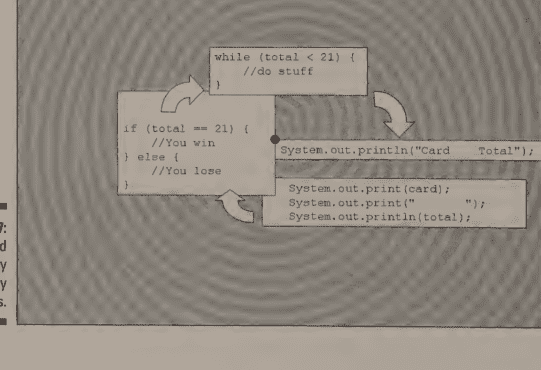 while (total < 21) {
//do stuff
}
if (total == 21) {
//You win
} else {
//You lose
}
System.out.println("Card    Total");
System.out.print(card);
System.out.print("        ");
System.out.println(total);
7:
d
y
y
s.